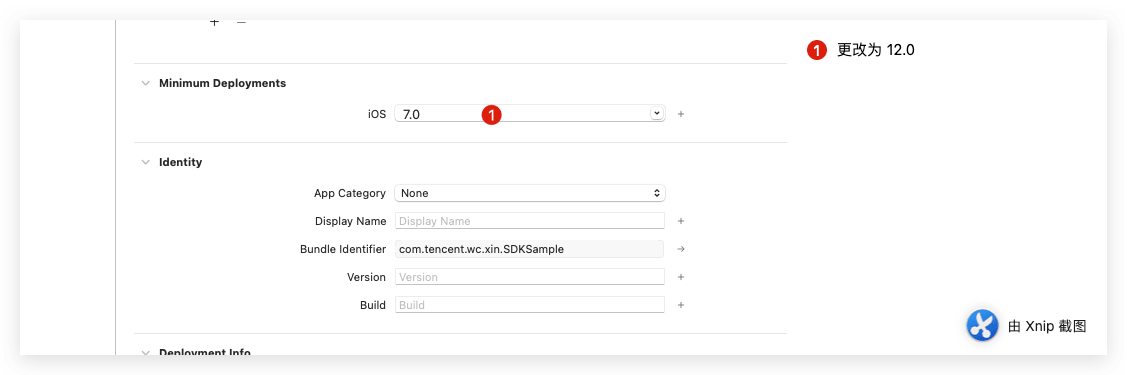 1 更改为 12.0
Minimum Deployments
iOS 7.0 1
Identity
App Category None
Display Name Display Name
Bundle Identifier com.tencent.wc.xin.SDKSample
Version Version
Build Build
由 Xnip 截图
Deployment Info